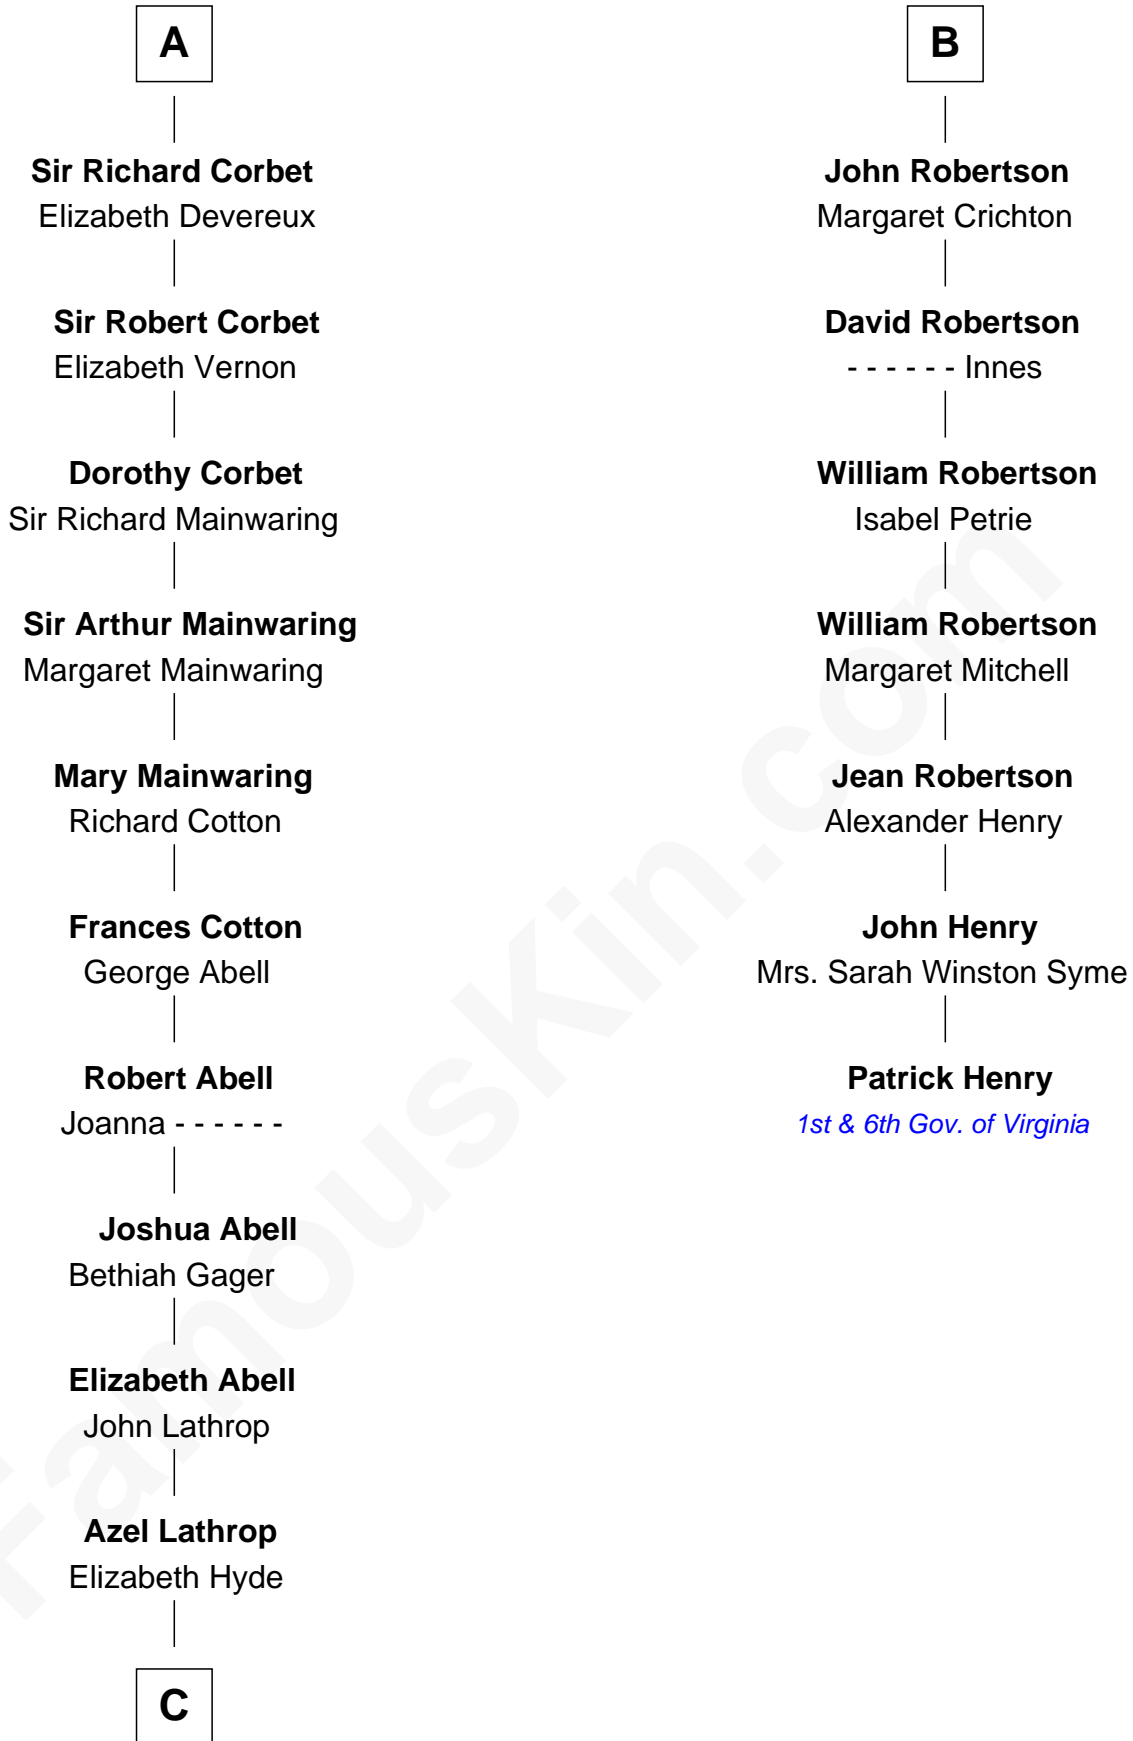 A
Sir Richard Corbet
Elizabeth Devereux
Sir Robert Corbet
Elizabeth Vernon
Dorothy Corbet
Sir Richard Mainwaring
Sir Arthur Mainwaring
Margaret Mainwaring
Mary Mainwaring
Richard Cotton
Frances Cotton
George Abell
Robert Abell
Joanna - - - - - -
Joshua Abell
Bethiah Gager
Elizabeth Abell
John Lathrop
Azel Lathrop
Elizabeth Hyde
C
B
John Robertson
Margaret Crichton
David Robertson
- - - - - - Innes
William Robertson
Isabel Petrie
William Robertson
Margaret Mitchell
Jean Robertson
Alexander Henry
John Henry
Mrs. Sarah Winston Syme
Patrick Henry
1st & 6th Gov. of Virginia
FamousKin.com